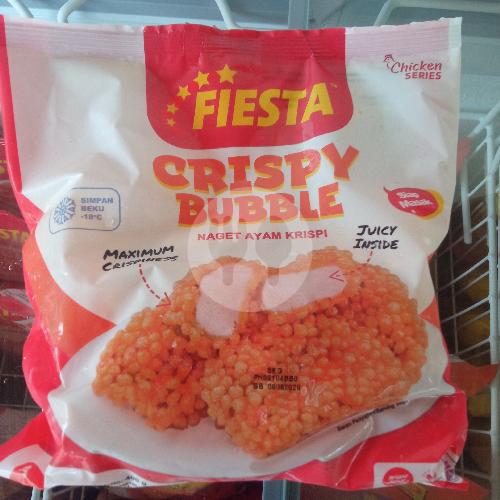 Chicken
SERIES
FIESTA
CRISPY
BUBBLE
NAGET AYAM KRISPI
SIMPAN
BEKU
-18°C
Siap
Masak
MAXIMUM
CRISPINESS
JUICY
INSIDE